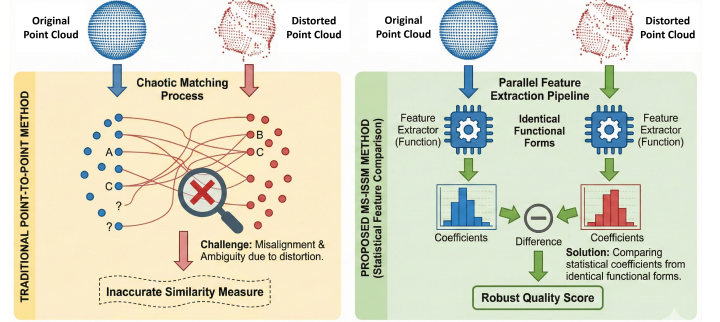 Original
Point Cloud
Distorted
Point Cloud
TRADITIONAL POINT-TO-POINT METHOD
Chaotic Matching
Process
A
C
?
?
B
C
Challenge: Misalignment &
Ambiguity due to distortion.
Inaccurate Similarity Measure
Original
Point Cloud
Distorted
Point Cloud
PROPOSED MS-ISSM METHOD
(Statistical Feature Comparison)
Parallel Feature
Extraction Pipeline
Feature
Extractor
(Function)
Identical
Functional
Forms
Feature
Extractor
(Function)
Coefficients
Difference
Coefficients
Solution: Comparing
statistical coefficients from
identical functional forms.
Robust Quality Score